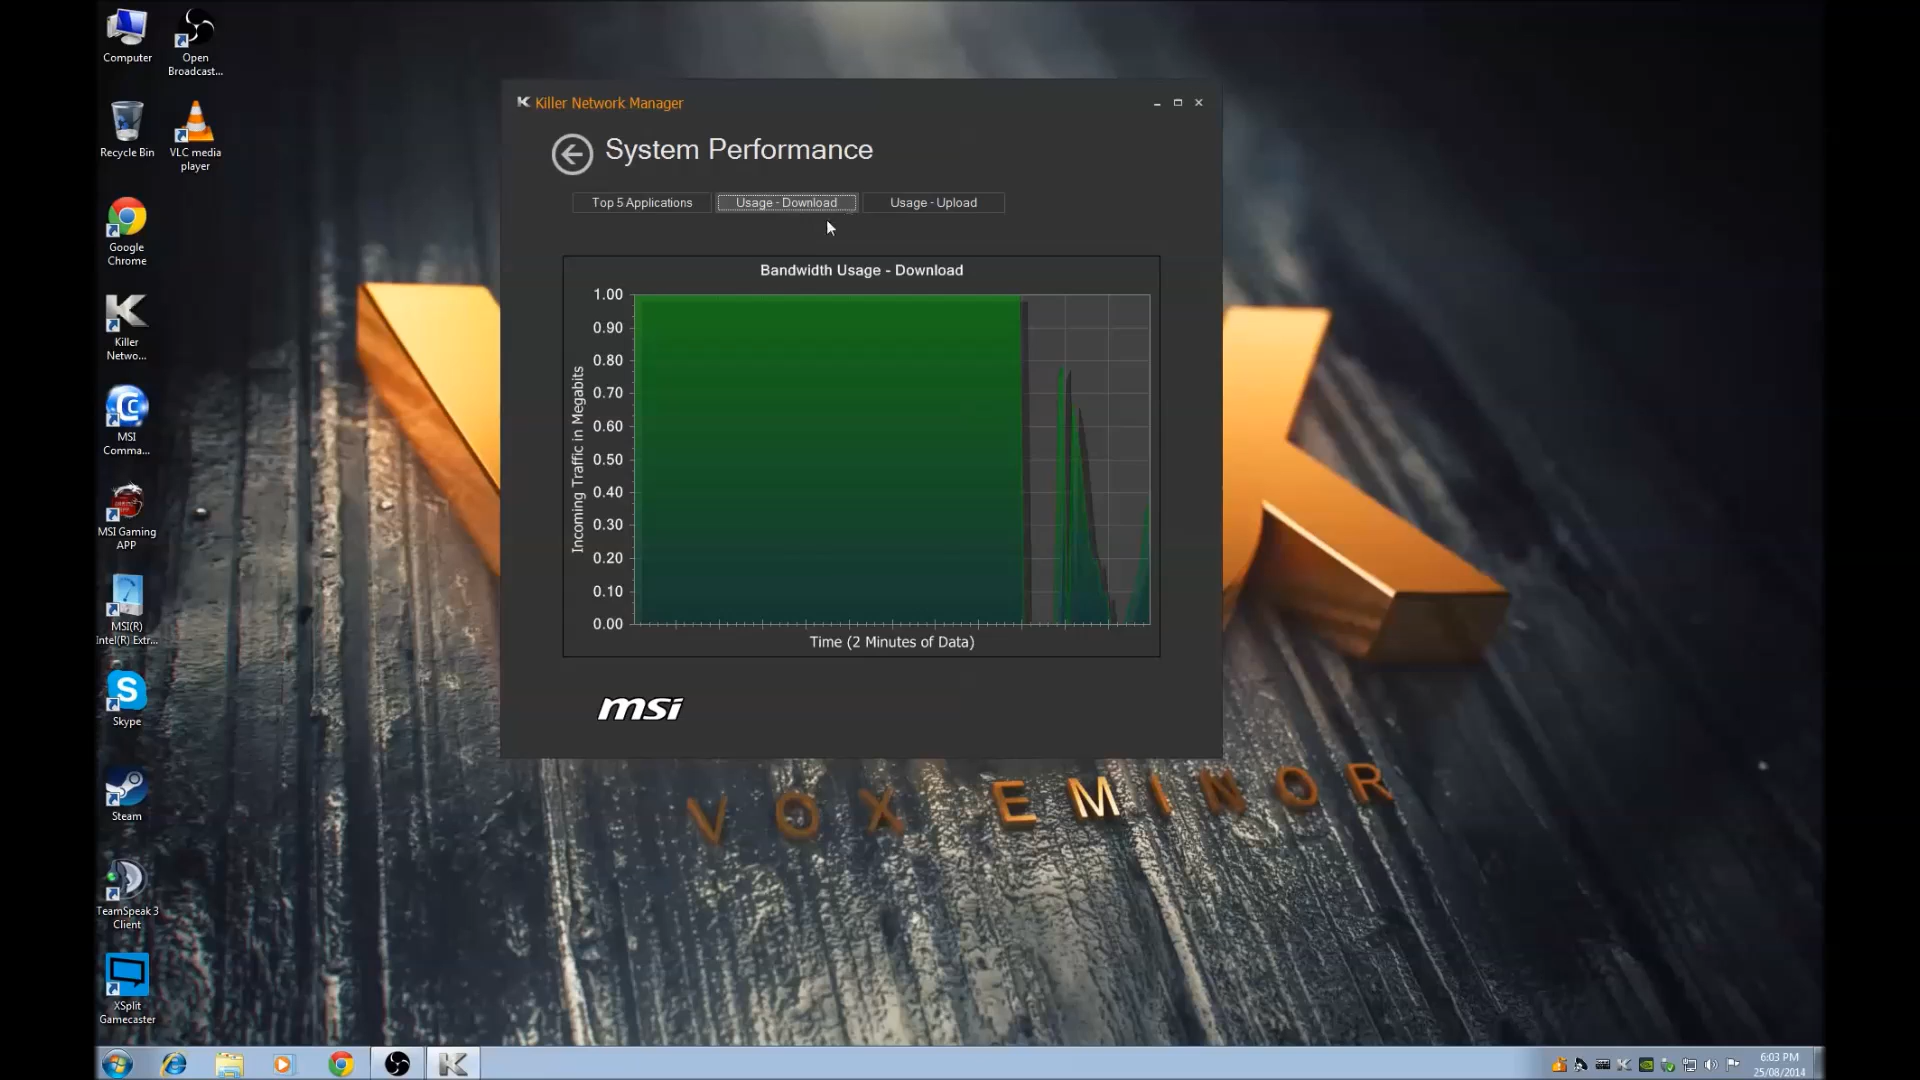 Computer
Open
Broadcast...
Recycle Bin
VLC media
player
Google
Chrome
Killer
Netwo...
MSI
Comma...
MSI Gaming
APP
MSI(R)
Intel(R) Extr...
Skype
Steam
TeamSpeak 3
Client
XSplit
Gamecaster
Killer Network Manager
System Performance
Top 5 Applications
Usage - Download
Usage - Upload
Bandwidth Usage - Download
1.00
0.90
0.80
0.70
0.60
0.50
0.40
0.30
0.20
0.10
0.00
Incoming Traffic in Megabits
Time (2 Minutes of Data)
msi
VOX EMINOR
6:03 PM
25/08/2014